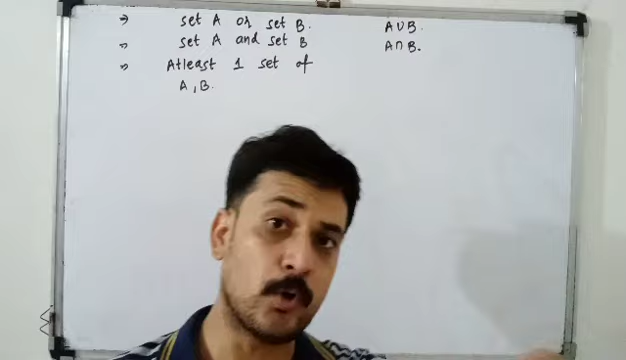 ⇒ set A or set B. A∪B.
⇒ set A and set B A∩B.
⇒ Atleast 1 set of
A, B.